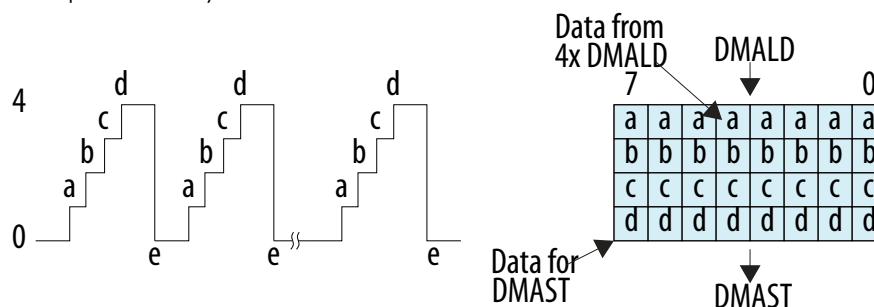 Data from
4x DMALD
DMALD
7 0
4
d d d
c c c
b b b
a a a
0
e e e
a a a a a a a a
b b b b b b b b
c c c c c c c c
d d d d d d d d
Data for
DMAST
DMAST